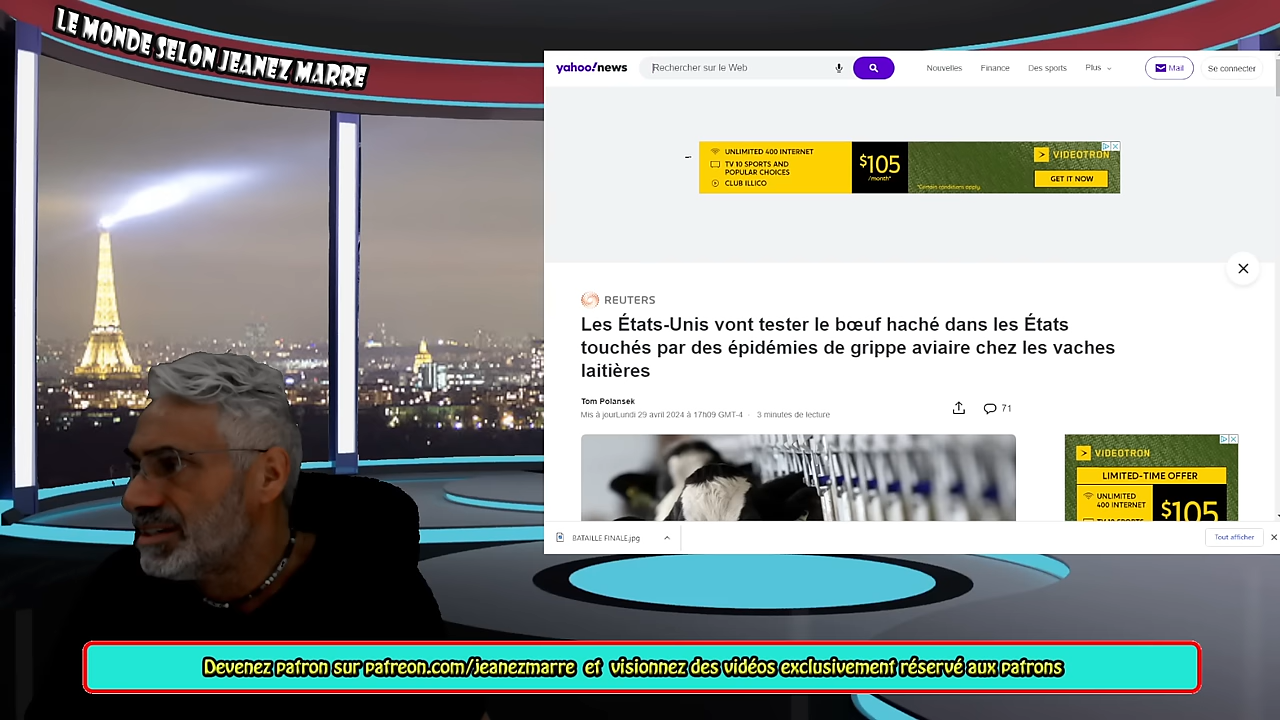 LE MONDE SELON JEANEZ MARRE
yahoo!news
Rechercher sur le Web
Nouvelles
Finance
Des sports
Plus
Mail
Se connecter
UNLIMITED 400 INTERNET
TV 10 SPORTS AND
POPULAR CHOICES
CLUB ILLICO
$105
/month*
*Certain conditions apply.
VIDEOTRON
GET IT NOW
REUTERS
Les États-Unis vont tester le bœuf haché dans les États
touchés par des épidémies de grippe aviaire chez les vaches
laitières
Tom Polansek
Mis à jourLundi 29 avril 2024 à 17h09 GMT-4 · 3 minutes de lecture
71
VIDEOTRON
LIMITED-TIME OFFER
UNLIMITED
400 INTERNET
$105
BATAILLE FINALE.jpg
Tout afficher
Devenez patron sur patreon.com/jeanezmarre et visionnez des vidéos exclusivement réservé aux patrons